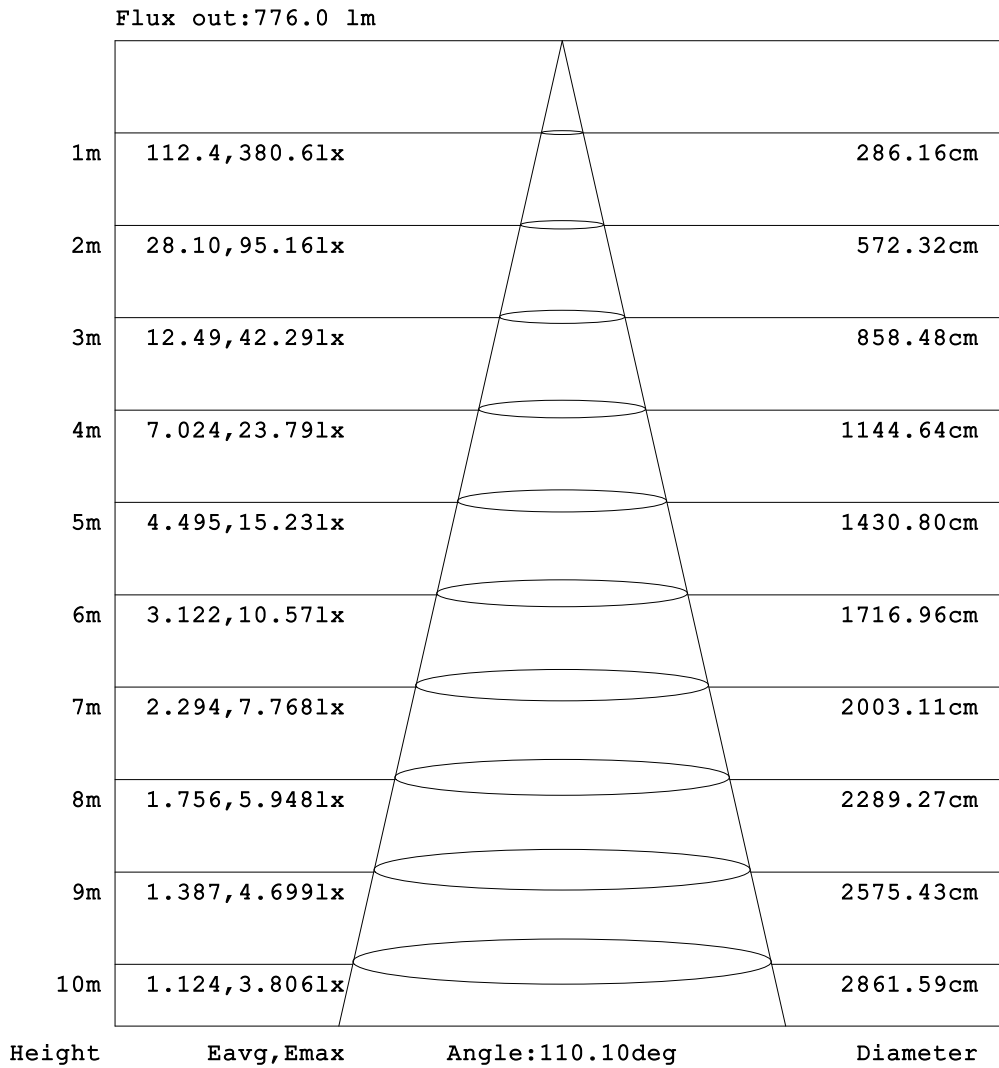 Flux out:776.0 lm
1m 112.4,380.6lx 286.16cm
2m 28.10,95.16lx 572.32cm
3m 12.49,42.29lx 858.48cm
4m 7.024,23.79lx 1144.64cm
5m 4.495,15.23lx 1430.80cm
6m 3.122,10.57lx 1716.96cm
7m 2.294,7.768lx 2003.11cm
8m 1.756,5.948lx 2289.27cm
9m 1.387,4.699lx 2575.43cm
10m 1.124,3.806lx 2861.59cm
Height Eavg,Emax Angle:110.10deg Diameter